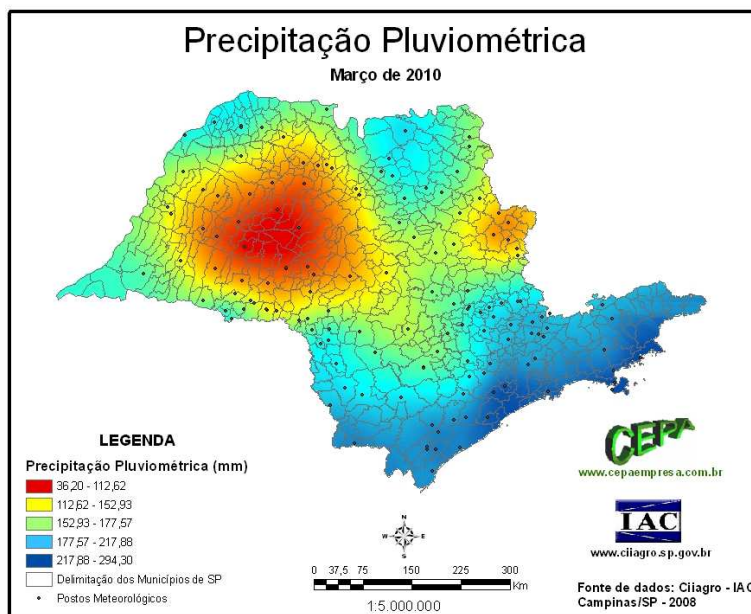 Precipitação Pluviométrica
Março de 2010
LEGENDA
Precipitação Pluviométrica (mm)
36,20 - 112,62
112,62 - 152,93
152,93 - 177,57
177,57 - 217,88
217,88 - 294,30
Delimitação dos Municípios de SP
Postos Meteorológicos
N
W E
S
0 37,5 75 150 225 300
Km
1:5.000.000
CEPA
www.cepaempresa.com.br
IAC
www.ciiagro.sp.gov.br
Fonte de dados: Ciiagro - IAC
Campinas/SP - 2008